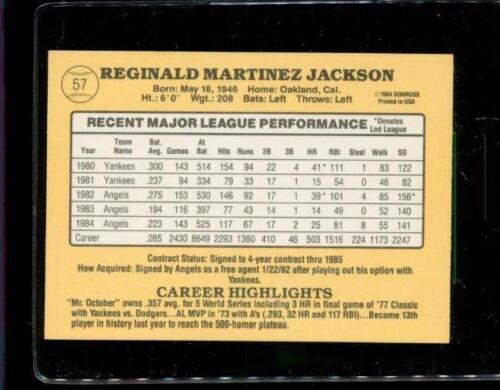 57
REGINALD MARTINEZ JACKSON
Born: May 18, 1946 Home: Oakland, Cal.
Ht.: 6'0" Wgt.: 208 Bats: Left Throws: Left
©1984 DONRUSS
Printed in USA
RECENT MAJOR LEAGUE PERFORMANCE *Denotes Led League
Year Team Name Bat. Avg. Games At Bat Hits Runs 2B 3B HR RBI Steal Walk SO
1980 Yankees .300 143 514 154 94 22 4 41* 111 1 83 122
1981 Yankees .237 94 334 79 33 17 1 15 54 0 46 82
1982 Angels .275 153 530 146 92 17 1 39* 101 4 85 156*
1983 Angels .194 116 397 77 43 14 1 14 49 0 52 140
1984 Angels .223 143 525 117 67 17 2 25 81 8 55 141
Career .265 2430 8649 2293 1380 410 46 503 1516 224 1173 2247
Contract Status: Signed to 4-year contract thru 1985
How Acquired: Signed by Angels as a free agent 1/22/82 after playing out his option with
Yankees.
CAREER HIGHLIGHTS
"Mr. October" owns .357 avg. for 5 World Series including 3 HR in final game of '77 Classic
with Yankees vs. Dodgers...AL MVP in '73 with A's (.293, 32 HR and 117 RBI)...Became 13th
player in history last year to reach the 500-homer plateau.